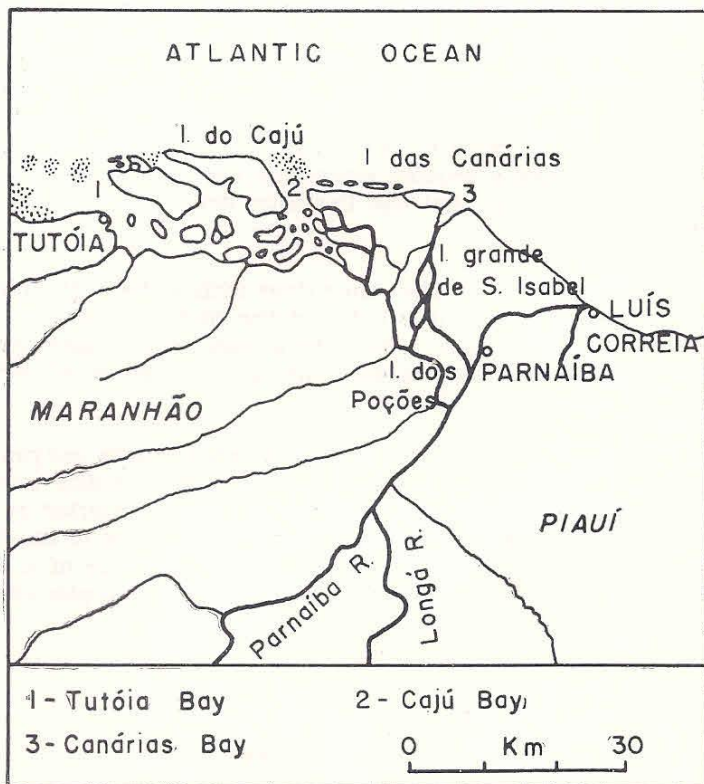 ATLANTIC OCEAN
I. do Cajú
I das Canárias
1
2
3
TUTÓIA
I. grande
de S. Isabel
LUÍS
CORREIA
I. dós
Poções
PARNAÍBA
MARANHÃO
PIAUÍ
Parnaíba R.
Longá R.
1 - Tutóia Bay
2 - Cajú Bay
3 - Canárias Bay
0 Km 30